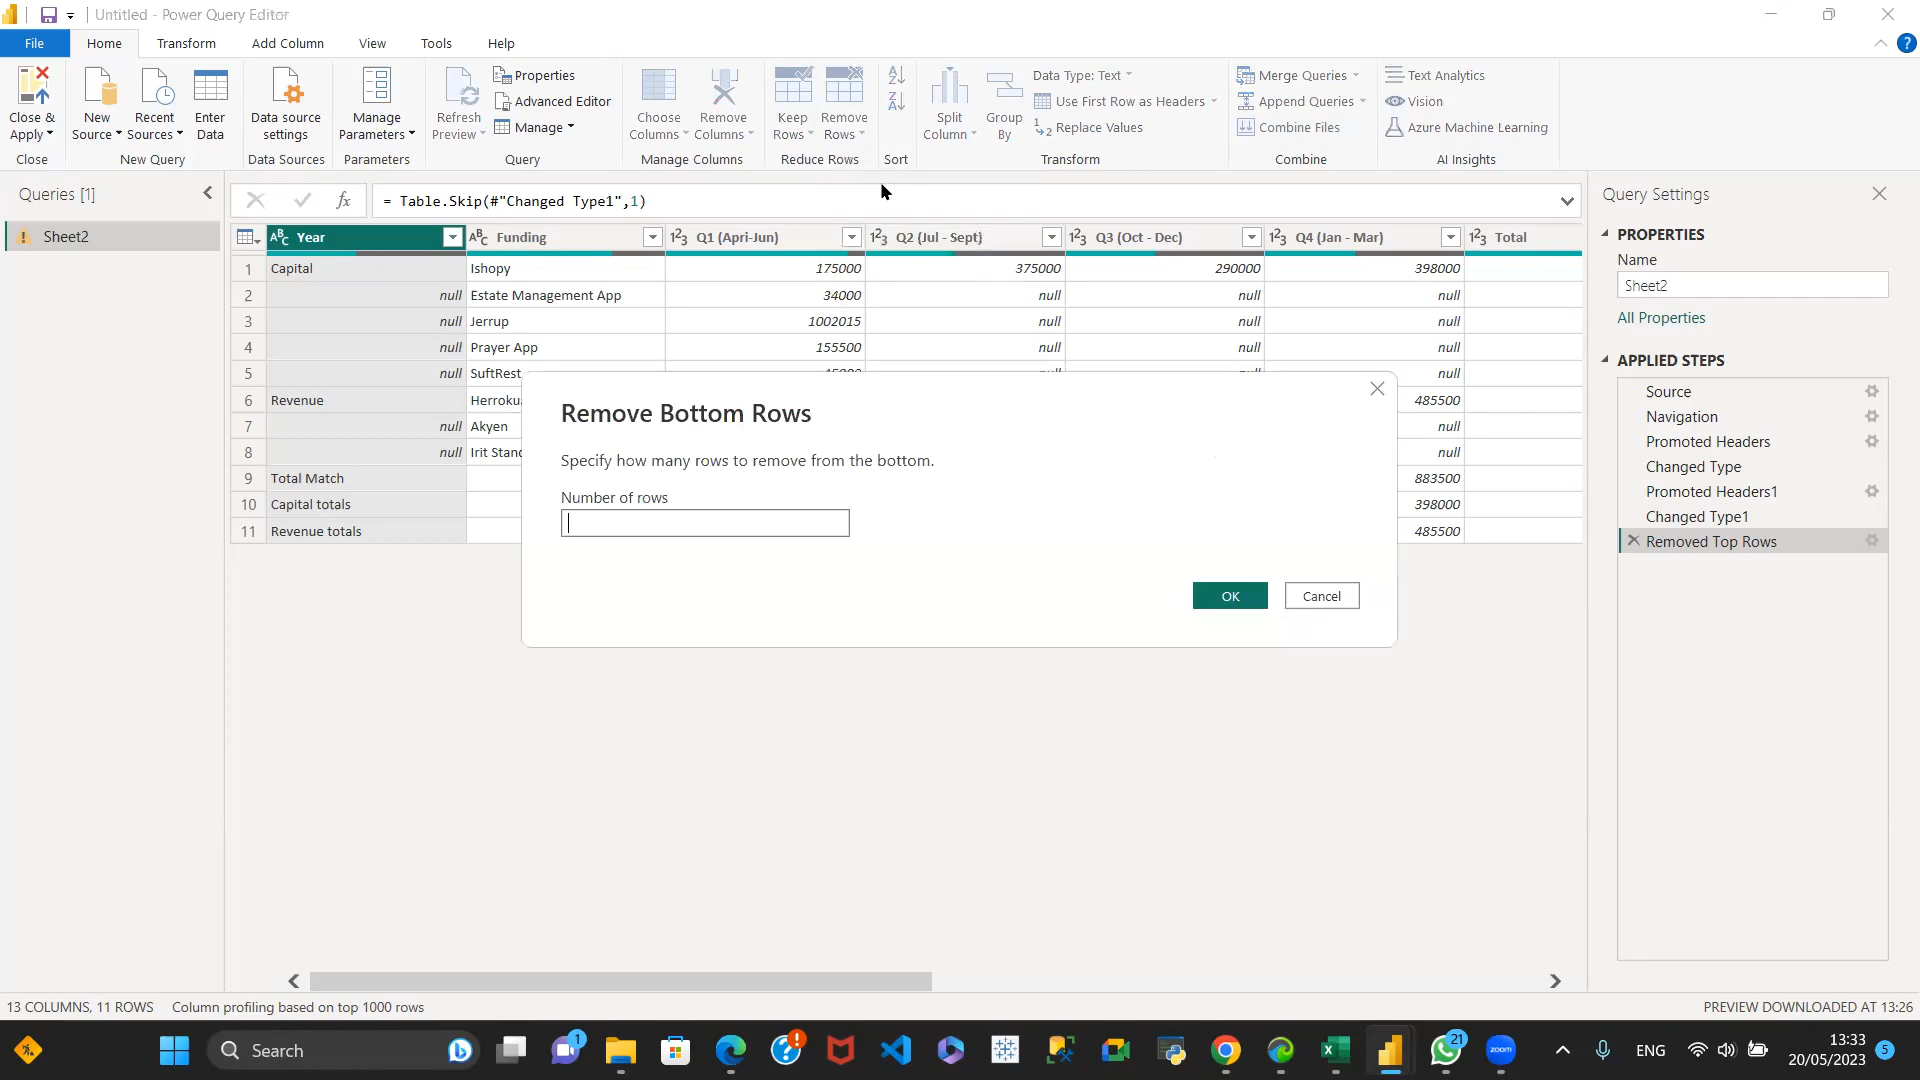 Untitled - Power Query Editor
File Home Transform Add Column View Tools Help
Close & Apply
New Source
Recent Sources
Enter Data
Data source settings
Manage Parameters
Refresh Preview
Properties
Advanced Editor
Manage
Choose Columns
Remove Columns
Keep Rows
Remove Rows
Split Column
Group By
Data Type: Text
Use First Row as Headers
Replace Values
Merge Queries
Append Queries
Combine Files
Text Analytics
Vision
Azure Machine Learning
Close New Query Data Sources Parameters Query Manage Columns Reduce Rows Sort Transform Combine AI Insights
Queries [1]
Sheet2
= Table.Skip(#"Changed Type1",1)
Year Funding Q1 (Apri-Jun) Q2 (Jul - Sept) Q3 (Oct - Dec) Q4 (Jan - Mar) Total
1 Capital Ishopy 175000 375000 290000 398000
2 null Estate Management App 34000 null null null
3 null Jerrup 1002015 null null null
4 null Prayer App 155500 null null null
5 null SuftRest null
6 Revenue 485500
7 null Akyen null
8 null null
9 Total Match 883500
10 Capital totals 398000
11 Revenue totals 485500
Remove Bottom Rows
Specify how many rows to remove from the bottom.
Number of rows
OK Cancel
Query Settings
PROPERTIES
Name
Sheet2
All Properties
APPLIED STEPS
Source
Navigation
Promoted Headers
Changed Type
Promoted Headers1
Changed Type1
Removed Top Rows
13 COLUMNS, 11 ROWS Column profiling based on top 1000 rows PREVIEW DOWNLOADED AT 13:26
Search
1
21
zoom
ENG
13:33
20/05/2023
5